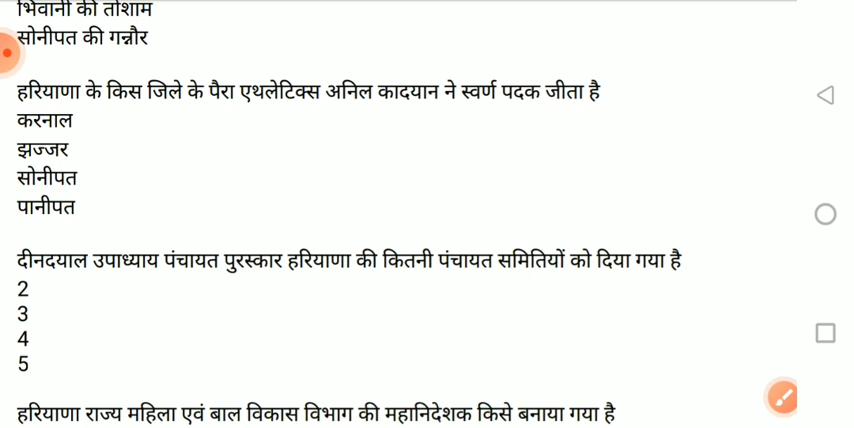 भिवानी की तोशाम
सोनीपत की गन्नौर
हरियाणा के किस जिले के पैरा एथलेटिक्स अनिल कादयान ने स्वर्ण पदक जीता है
करनाल
झज्जर
सोनीपत
पानीपत
दीनदयाल उपाध्याय पंचायत पुरस्कार हरियाणा की कितनी पंचायत समितियों को दिया गया है
2
3
4
5
हरियाणा राज्य महिला एवं बाल विकास विभाग की महानिदेशक किसे बनाया गया है